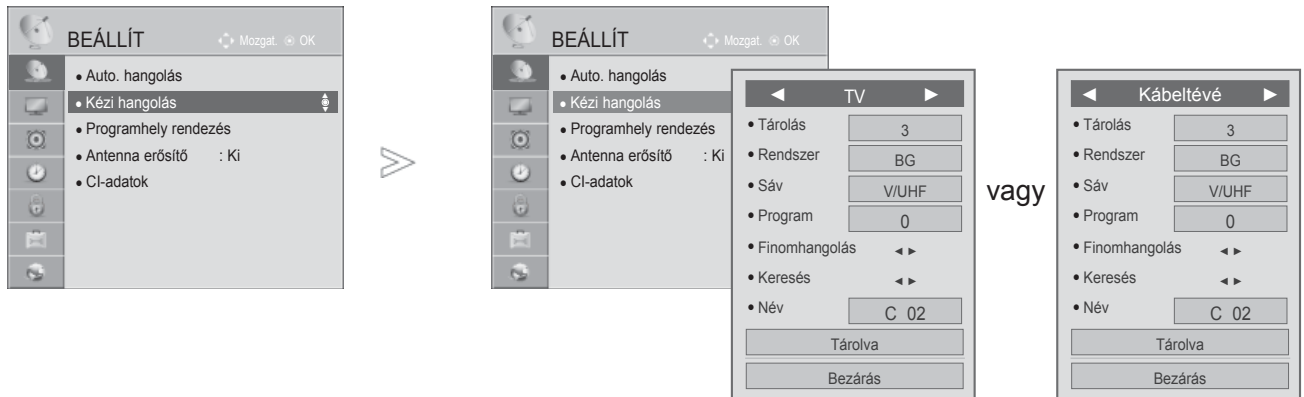 BEÁLLÍT Mozgat. OK
• Auto. hangolás
• Kézi hangolás
• Programhely rendezés
• Antenna erősítő : Ki
• CI-adatok
BEÁLLÍT Mozgat. OK
• Auto. hangolás
• Kézi hangolás
• Programhely rendezés
• Antenna erősítő : Ki
• CI-adatok
◄ TV ►
• Tárolás 3
• Rendszer BG
• Sáv V/UHF
• Program 0
• Finomhangolás ◄ ►
• Keresés ◄ ►
• Név C 02
Tárolva
Bezárás
vagy
◄ Kábeltévé ►
• Tárolás 3
• Rendszer BG
• Sáv V/UHF
• Program 0
• Finomhangolás ◄ ►
• Keresés ◄ ►
• Név C 02
Tárolva
Bezárás